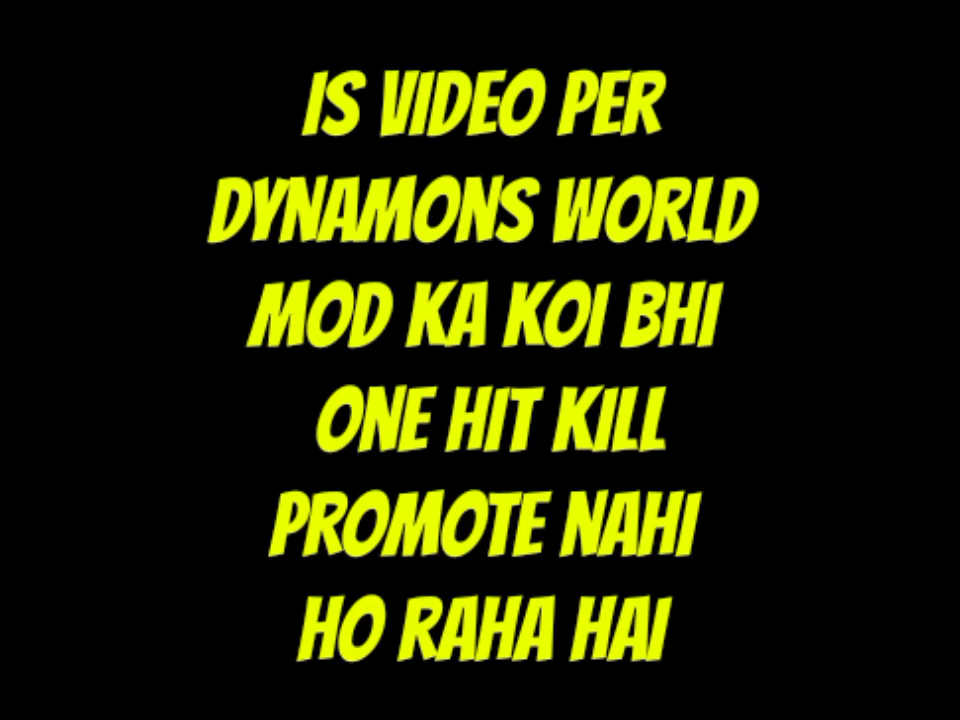 IS VIDEO PER
DYNAMONS WORLD
MOD KA KOI BHI
ONE HIT KILL
PROMOTE NAHI
HO RAHA HAI